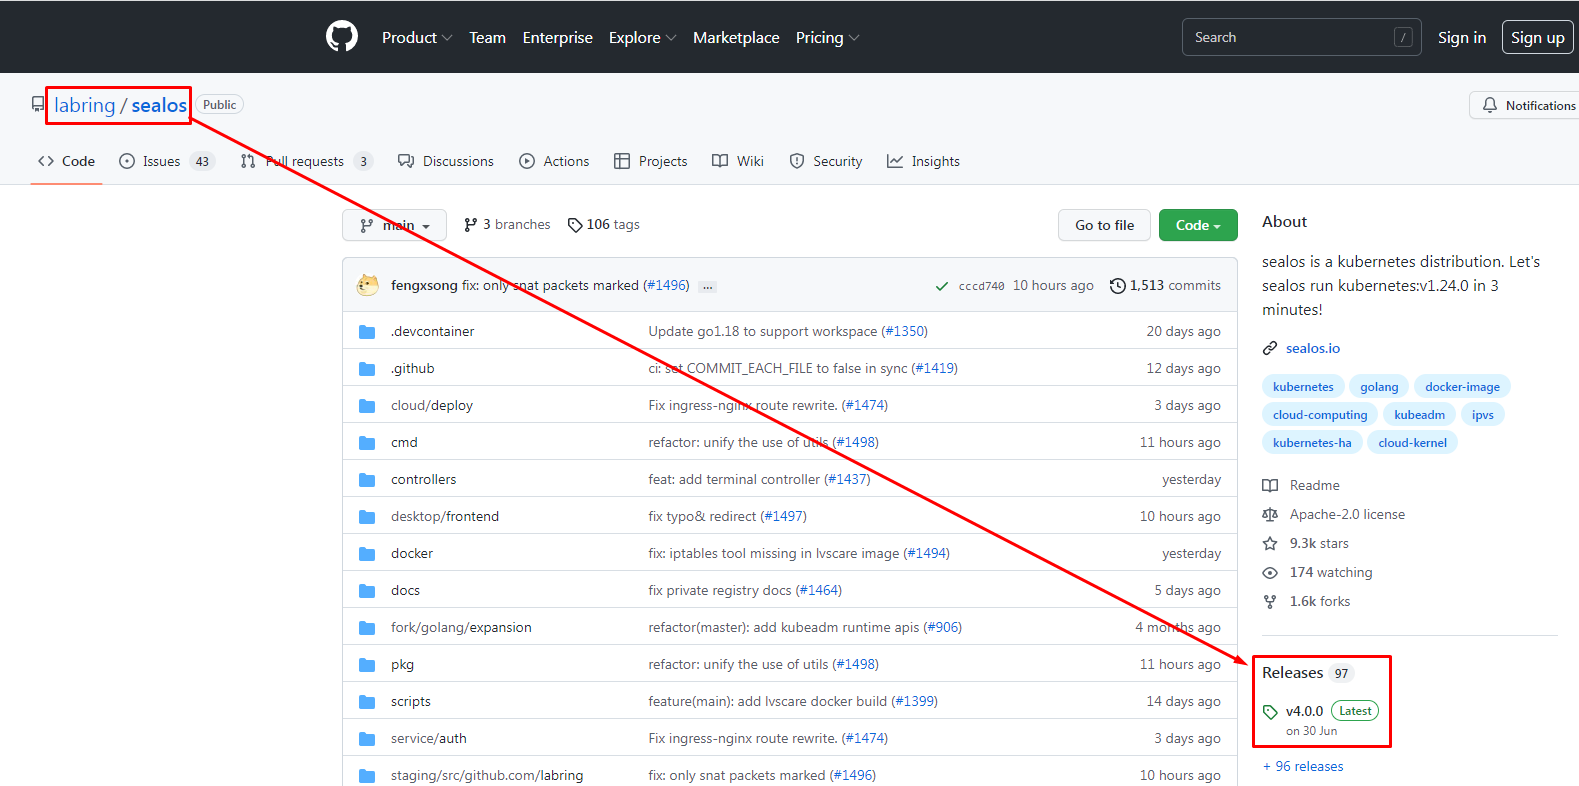 Product Team Enterprise Explore Marketplace Pricing Search / Sign in Sign up
labring / sealos Public Notifications
Code Issues 43 Pull requests 3 Discussions Actions Projects Wiki Security Insights
main 3 branches 106 tags Go to file Code
fengxsong fix: only snat packets marked (#1496) ... cccd740 10 hours ago 1,513 commits
.devcontainer Update go1.18 to support workspace (#1350) 20 days ago
.github ci: set COMMIT_EACH_FILE to false in sync (#1419) 12 days ago
cloud/deploy Fix ingress-nginx route rewrite. (#1474) 3 days ago
cmd refactor: unify the use of utils (#1498) 11 hours ago
controllers feat: add terminal controller (#1437) yesterday
desktop/frontend fix typo& redirect (#1497) 10 hours ago
docker fix: iptables tool missing in lvscare image (#1494) yesterday
docs fix private registry docs (#1464) 5 days ago
fork/golang/expansion refactor(master): add kubeadm runtime apis (#906) 4 months ago
pkg refactor: unify the use of utils (#1498) 11 hours ago
scripts feature(main): add lvscare docker build (#1399) 14 days ago
service/auth Fix ingress-nginx route rewrite. (#1474) 3 days ago
staging/src/github.com/labring fix: only snat packets marked (#1496) 10 hours ago
About
sealos is a kubernetes distribution. Let's
sealos run kubernetes:v1.24.0 in 3
minutes!
sealos.io
kubernetes golang docker-image
cloud-computing kubeadm ipvs
kubernetes-ha cloud-kernel
Readme
Apache-2.0 license
9.3k stars
174 watching
1.6k forks
Releases 97
v4.0.0 Latest
on 30 Jun
+ 96 releases